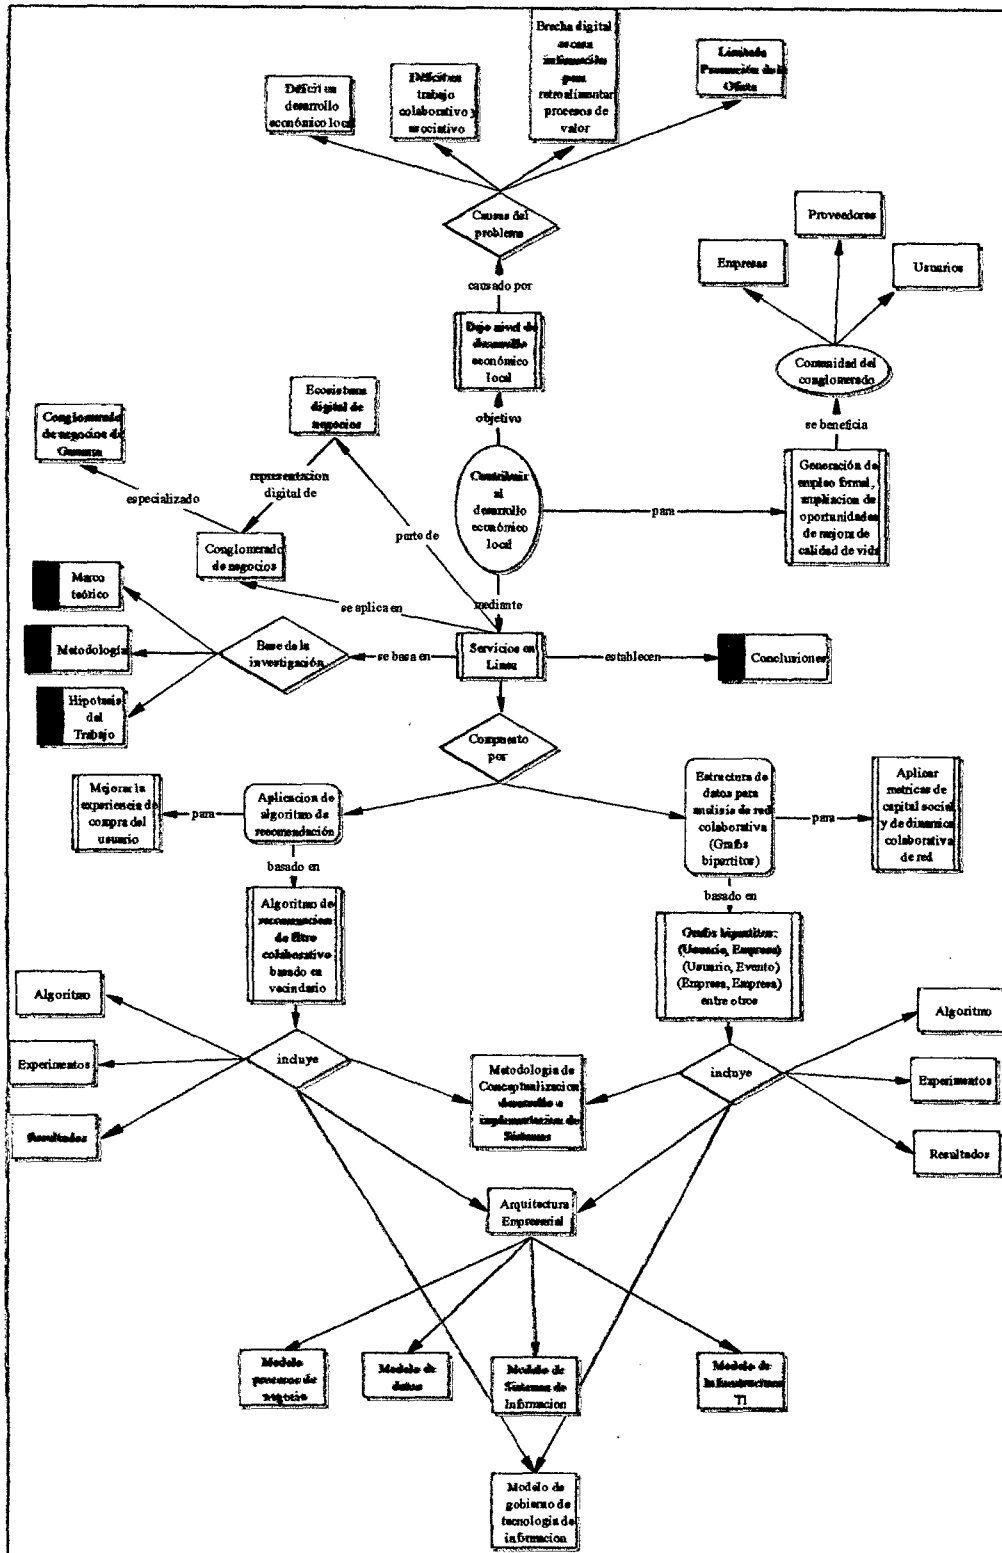 Déficit en
desarrollo
económico local
Déficit en
trabajo
colaborativo y
asociativo
Brecha digital y
escasa
información
para
retroalimentar
procesos de
valor
Limitada
Promoción de la
Oferta
Causas del
problema
Proveedores
Empresas
Usuarios
causado por
Bajo nivel de
desarrollo
económico
local
Comunidad del
conglomerado
Ecosistema
digital de
negocios
Conglomerado
de negocios de
Gamarra
objetivo
se beneficia
representacion
digital de
especializado
Contribuir
al
desarrollo
económico
local
para
Generación de
empleo formal,
ampliacion de
oportunidades
de mejora de
calidad de vida
parte de
Conglomerado
de negocios
Marco
teórico
se aplica en
mediante
Metodología
Base de la
investigación
se basa en
Servicios en
Linea
establecen
Conclusiones
Hipotesis
del
Trabajo
Compuesto
por
Mejorar la
experiencia de
compra del
usuario
para
Aplicacion de
algoritmo de
recomendación
Estructura de
datos para
análisis de red
colaborativa
(Grafos
bipartitos)
para
Aplicar
metricas de
capital social
y de dinamica
colaborativa
de red
basado en
basado en
Algoritmo de
recomendacion
de filtro
colaborativo
basado en
vecindario
Grafos bipartitos:
(Usuario, Empresa)
(Usuario, Evento)
(Empresa, Empresa)
entre otros
Algoritmo
Algoritmo
Experimentos
incluye
Metodologia de
Conceptualizacion
desarrollo e
implementacion de
Sistemas
incluye
Experimentos
Resultados
Resultados
Arquitectura
Empresarial
Modelo
procesos de
negocio
Modelo de
datos
Modelo de
Sistemas de
Informacion
Modelo de
Infraestructura
TI
Modelo de
gobierno de
tecnologia de
informacion